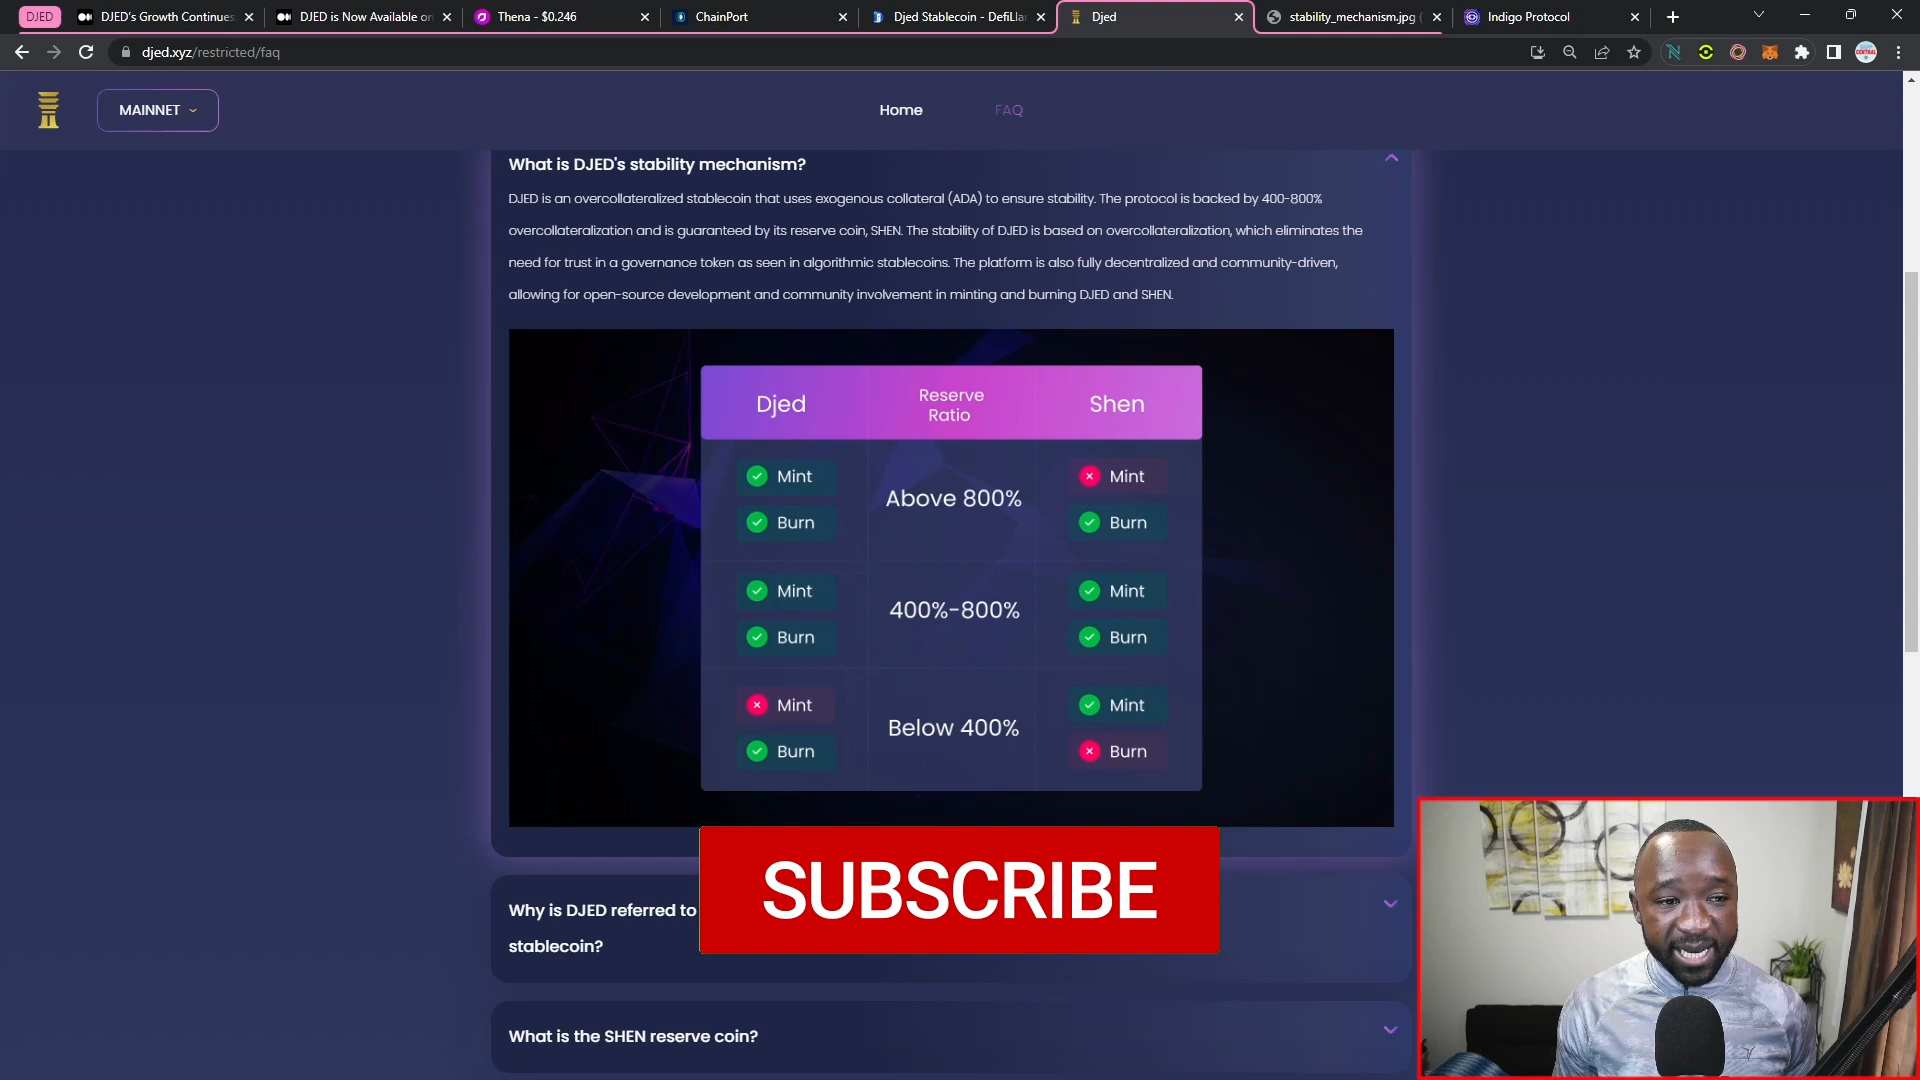 DJED
DJED's Growth Continues
DJED is Now Available on
Thena - $0.246
ChainPort
Djed Stablecoin - DefiLlar
Djed
stability_mechanism.jpg (
Indigo Protocol
djed.xyz/restricted/faq
MAINNET
Home
FAQ
What is DJED's stability mechanism?
DJED is an overcollateralized stablecoin that uses exogenous collateral (ADA) to ensure stability. The protocol is backed by 400-800%
overcollateralization and is guaranteed by its reserve coin, SHEN. The stability of DJED is based on overcollateralization, which eliminates the
need for trust in a governance token as seen in algorithmic stablecoins. The platform is also fully decentralized and community-driven,
allowing for open-source development and community involvement in minting and burning DJED and SHEN.
Djed
Reserve
Ratio
Shen
Mint
Burn
Above 800%
Mint
Burn
Mint
Burn
400%-800%
Mint
Burn
Mint
Burn
Below 400%
Mint
Burn
SUBSCRIBE
Why is DJED referred to
stablecoin?
What is the SHEN reserve coin?